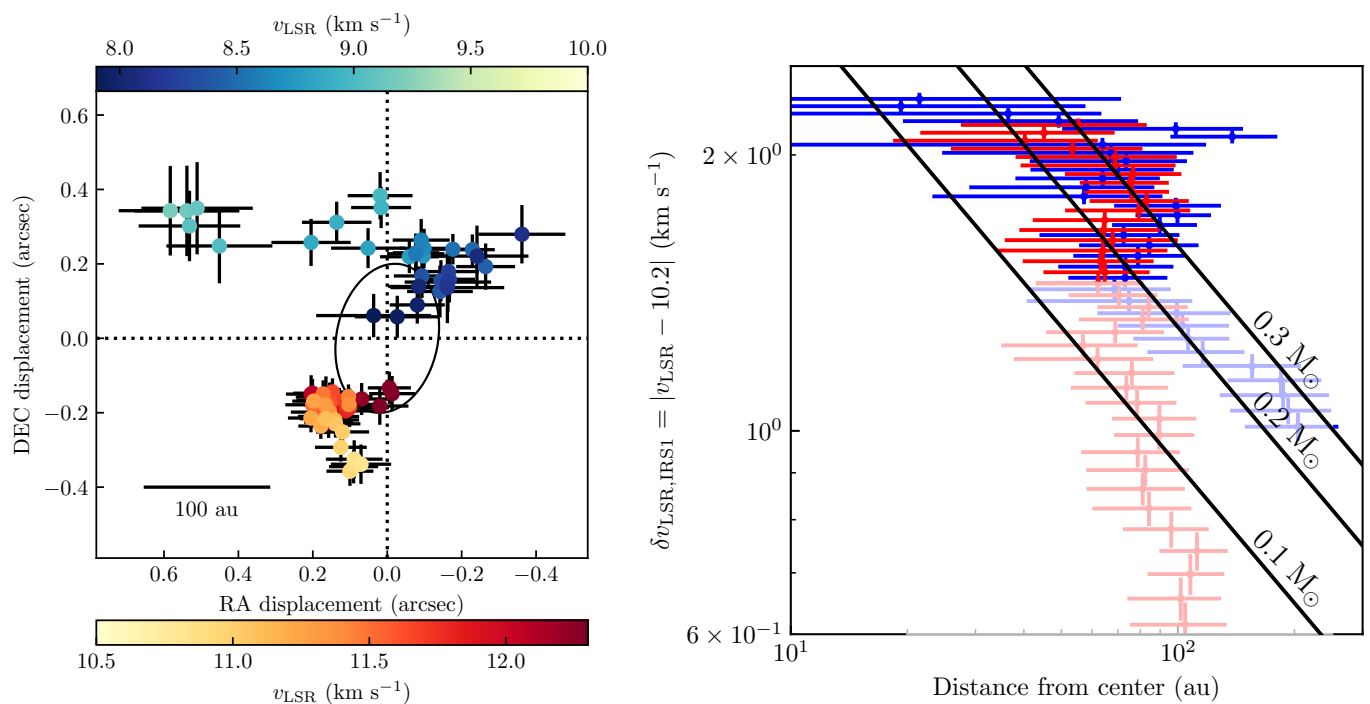 v_LSR (km s⁻¹)
8.0 8.5 9.0 9.5 10.0
0.6
0.4
0.2
0.0
−0.2
−0.4
DEC displacement (arcsec)
100 au
0.6 0.4 0.2 0.0 −0.2 −0.4
RA displacement (arcsec)
10.5 11.0 11.5 12.0
v_LSR (km s⁻¹)
2 × 10⁰
10⁰
6 × 10⁻¹
δv_LSR,IRS1 = |v_LSR − 10.2| (km s⁻¹)
0.3 M⊙
0.2 M⊙
0.1 M⊙
10¹ 10²
Distance from center (au)